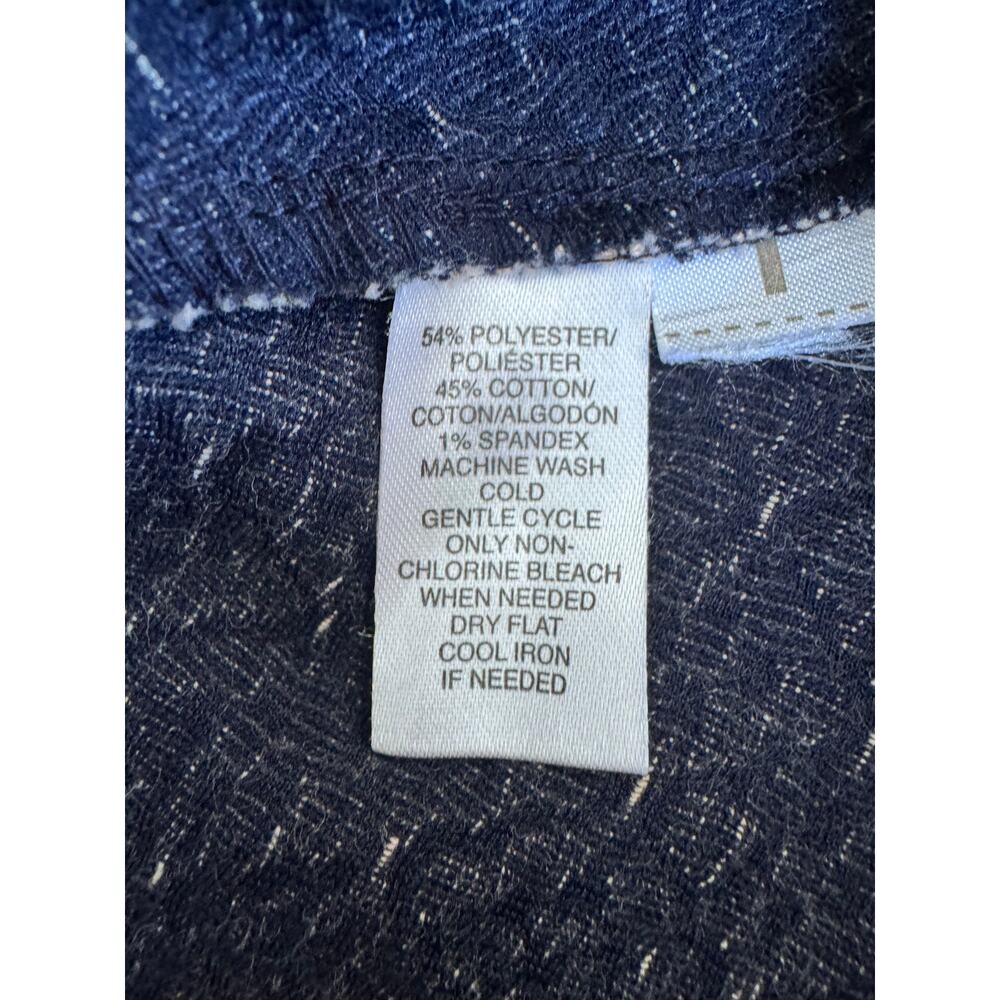 54% POLYESTER/
POLIÉSTER
45% COTTON/
COTON/ALGODÓN
1% SPANDEX
MACHINE WASH
COLD
GENTLE CYCLE
ONLY NON-
CHLORINE BLEACH
WHEN NEEDED
DRY FLAT
COOL IRON
IF NEEDED